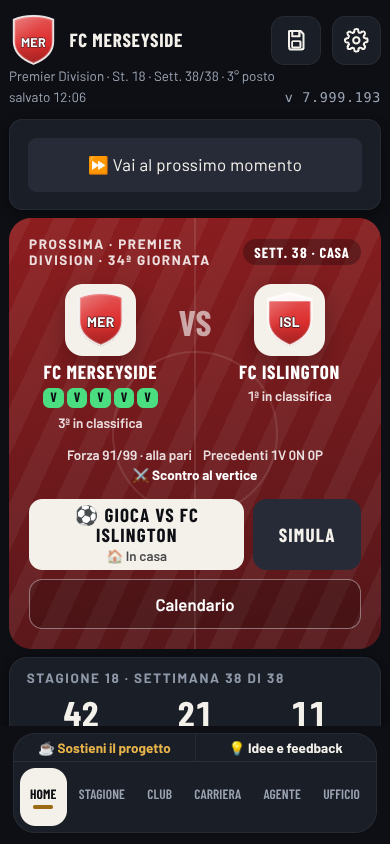 MER
FC MERSEYSIDE
Premier Division · St. 18 · Sett. 38/38 · 3° posto
salvato 12:06
v 7.999.193
⏩ Vai al prossimo momento
PROSSIMA · PREMIER
DIVISION · 34ª GIORNATA
SETT. 38 · CASA
MER
VS
ISL
FC MERSEYSIDE
FC ISLINGTON
V V V V V
1ª in classifica
3ª in classifica
Forza 91/99 · alla pari Precedenti 1V 0N 0P
⚔️ Scontro al vertice
⚽ GIOCA VS FC
ISLINGTON
🏠 In casa
SIMULA
Calendario
STAGIONE 18 · SETTIMANA 38 DI 38
42 21 11
☕ Sostieni il progetto
💡 Idee e feedback
HOME STAGIONE CLUB CARRIERA AGENTE UFFICIO